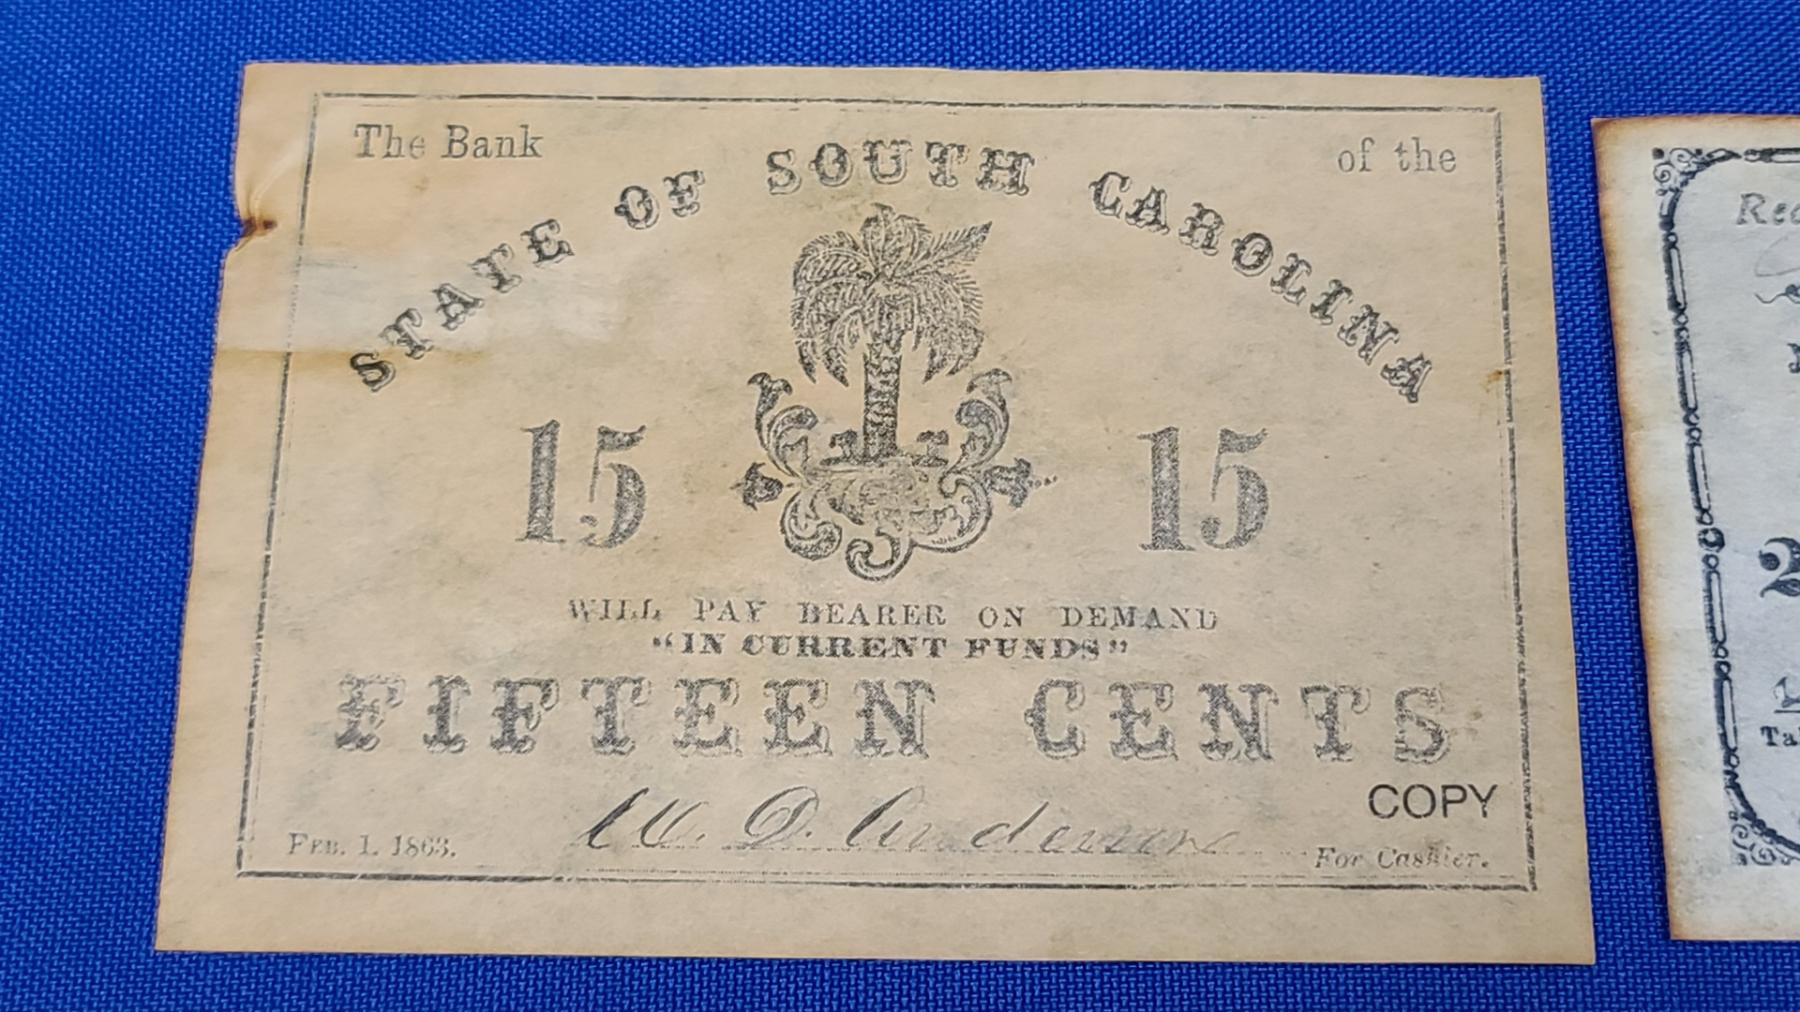 The Bank of the
STATE OF SOUTH CAROLINA
15 15
WILL PAY BEARER ON DEMAND
"IN CURRENT FUNDS"
FIFTEEN CENTS
COPY
FEB. 1. 1863.
For Cashier.
2